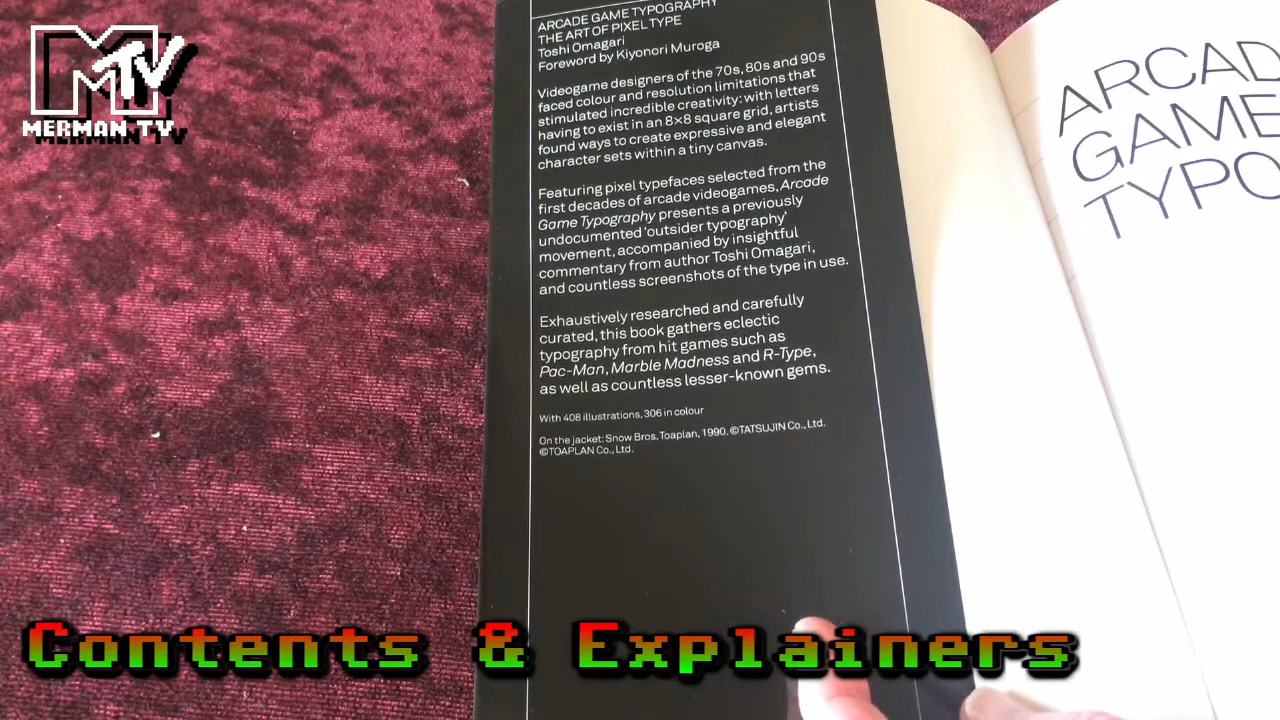 MTV
MERMAN TV
ARCADE GAME TYPOGRAPHY
THE ART OF PIXEL TYPE
Toshi Omagari
Foreword by Kiyonori Muroga
Videogame designers of the 70s, 80s and 90s
faced colour and resolution limitations that
stimulated incredible creativity: with letters
having to exist in an 8×8 square grid, artists
found ways to create expressive and elegant
character sets within a tiny canvas.
Featuring pixel typefaces selected from the
first decades of arcade videogames, Arcade
Game Typography presents a previously
undocumented ‘outsider typography’
movement, accompanied by insightful
commentary from author Toshi Omagari,
and countless screenshots of the type in use.
Exhaustively researched and carefully
curated, this book gathers eclectic
typography from hit games such as
Pac-Man, Marble Madness and R-Type,
as well as countless lesser-known gems.
With 408 illustrations, 306 in colour
On the jacket: Snow Bros, Toaplan, 1990. ©TATSUJIN Co., Ltd.
©TOAPLAN Co., Ltd.
ARCAD
GAME
TYPO
Contents & Explainers